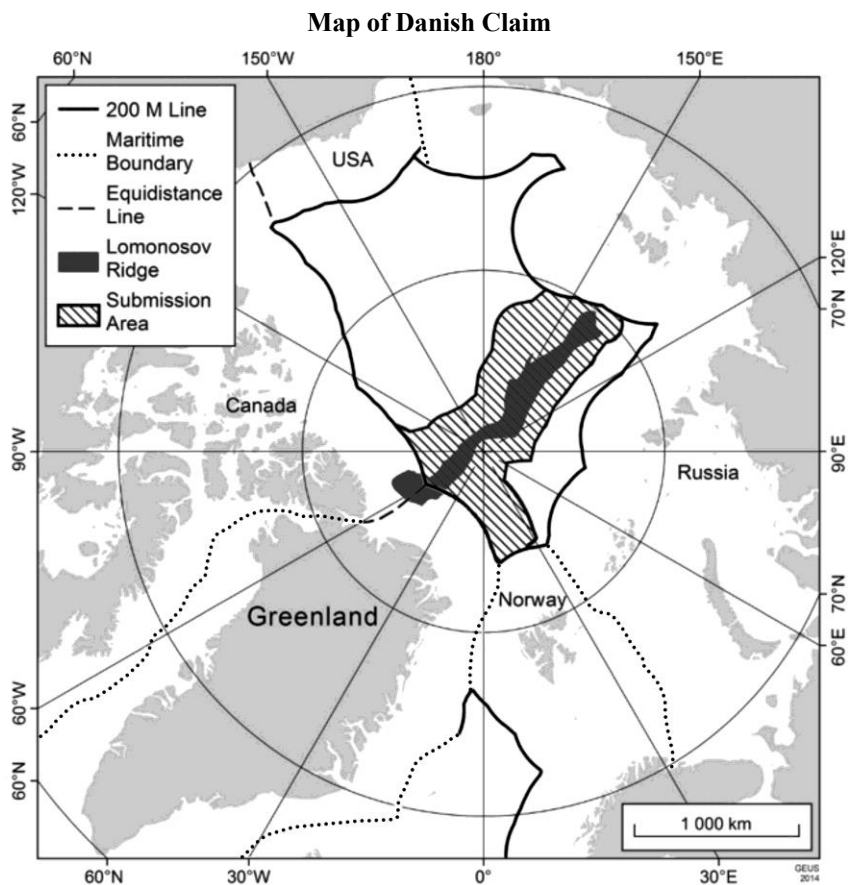 Map of Danish Claim
60°N
150°W
180°
150°E
60°N
120°W
200 M Line
Maritime
Boundary
Equidistance
Line
Lomonosov
Ridge
Submission
Area
USA
120°E
70°N
Canada
90°W
90°E
Russia
Greenland
Norway
70°N
60°E
60°W
60°N
1 000 km
60°N
30°W
0°
30°E
GEUS
2014